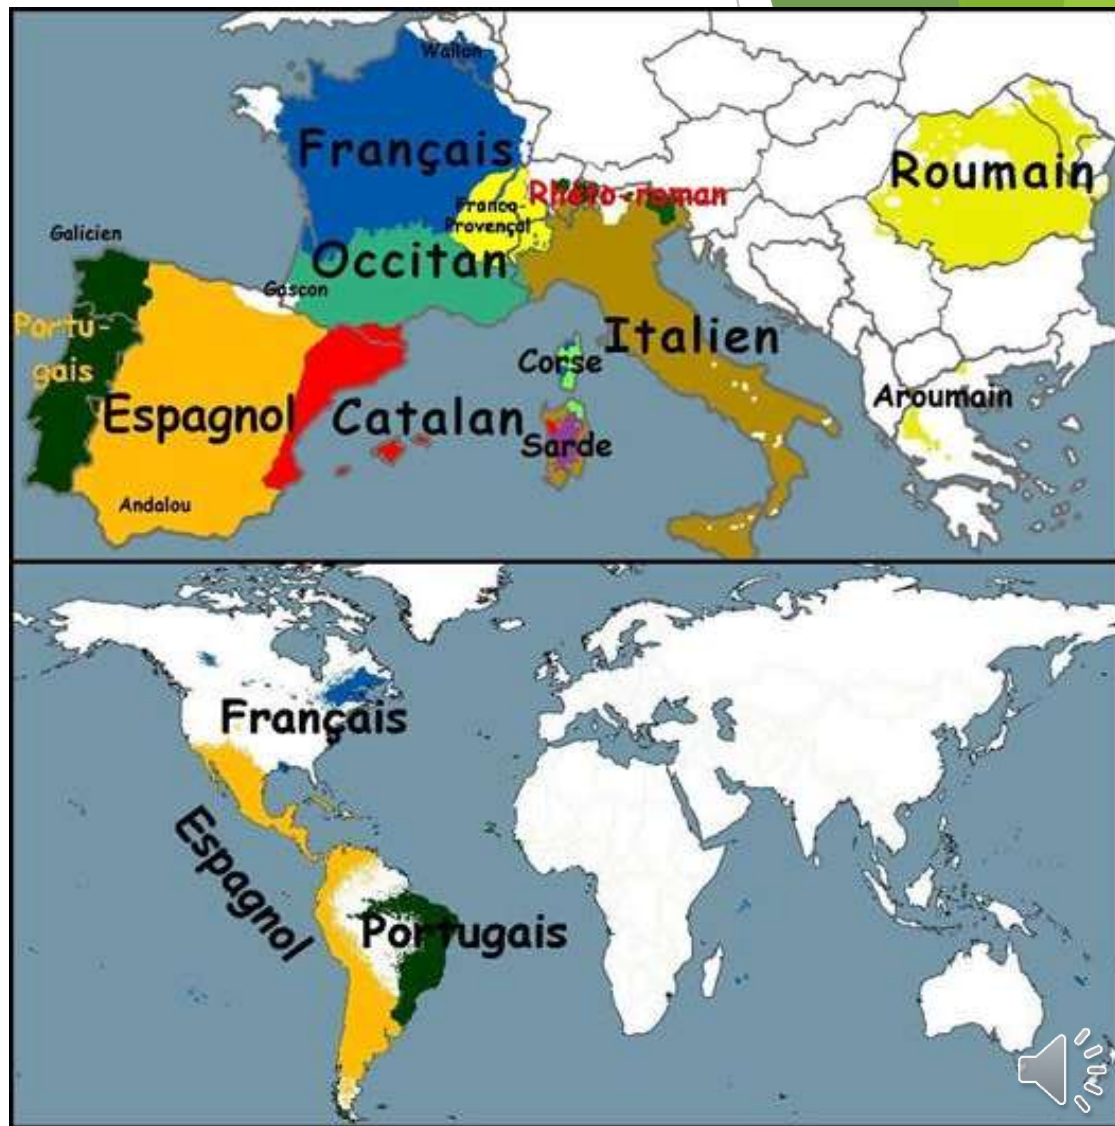 Wallon
Français
Roumain
Rhéto-roman
Franco-
Provençal
Galicien
Occitan
Gascon
Portu-
gais
Italien
Corse
Espagnol
Catalan
Aroumain
Sarde
Andalou
Français
Espagnol
Portugais